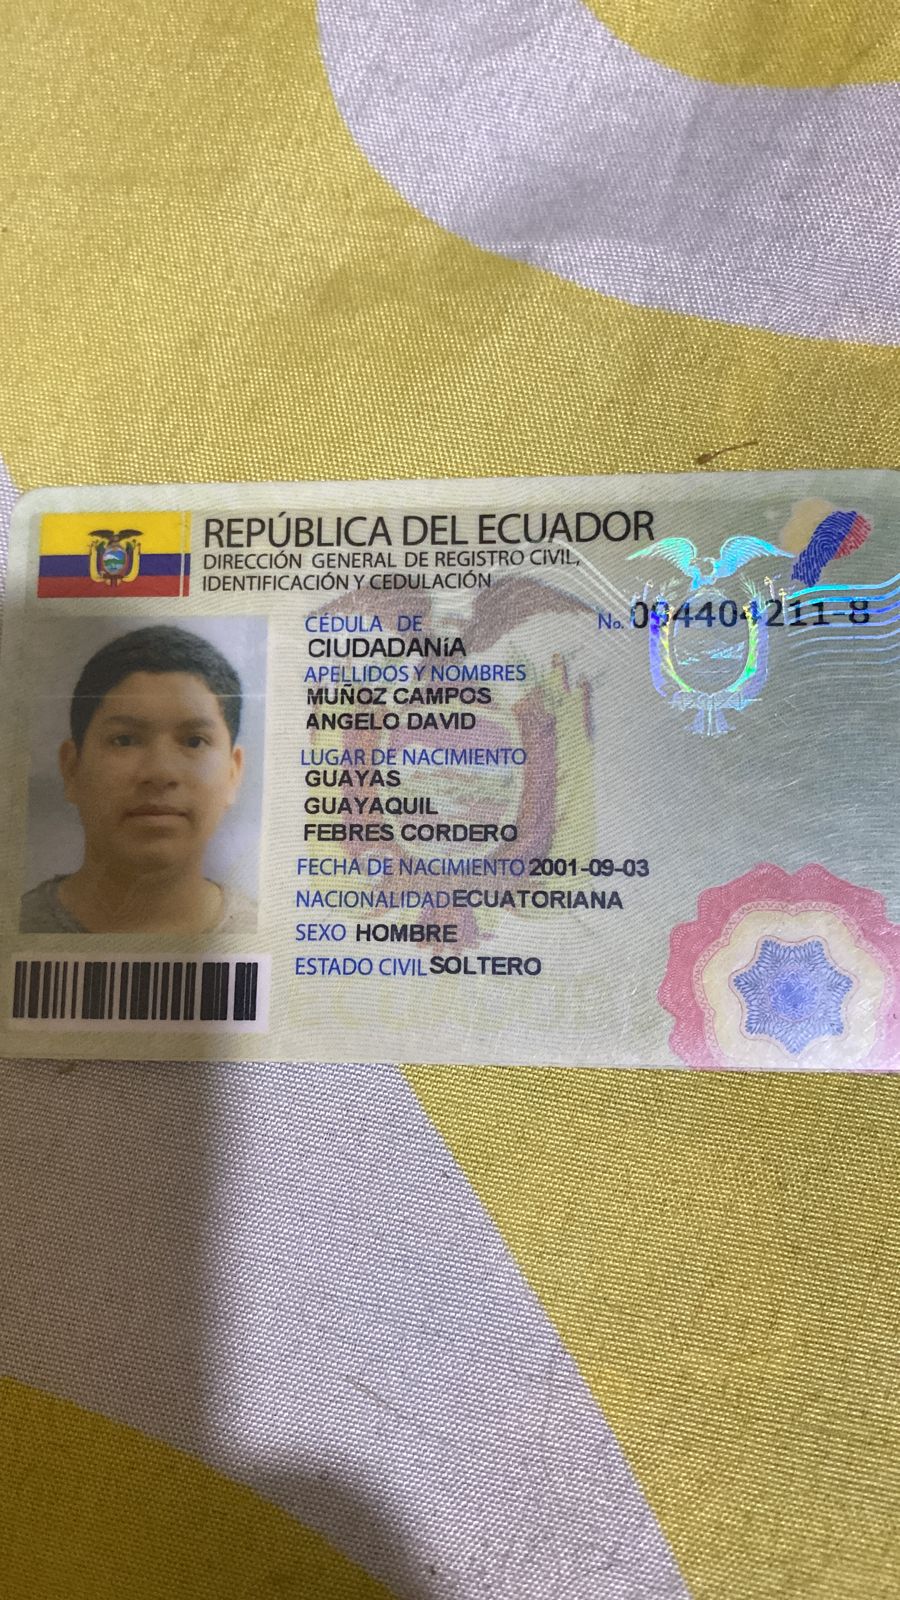 REPÚBLICA DEL ECUADOR
DIRECCIÓN GENERAL DE REGISTRO CIVIL,
IDENTIFICACIÓN Y CEDULACIÓN
CÉDULA DE No. 094404211-8
CIUDADANÍA
APELLIDOS Y NOMBRES
MUÑOZ CAMPOS
ANGELO DAVID
LUGAR DE NACIMIENTO
GUAYAS
GUAYAQUIL
FEBRES CORDERO
FECHA DE NACIMIENTO 2001-09-03
NACIONALIDAD ECUATORIANA
SEXO HOMBRE
ESTADO CIVIL SOLTERO
ECUADOR